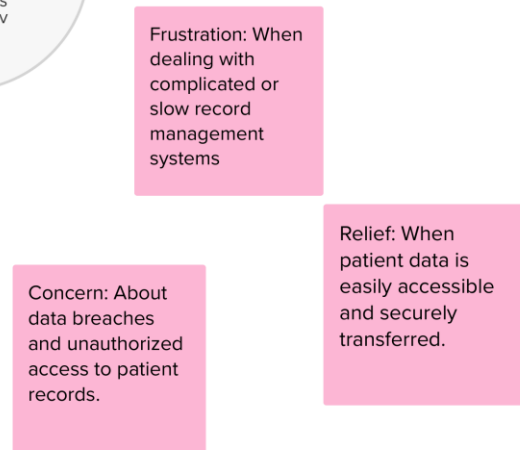 s
v
Frustration: When
dealing with
complicated or
slow record
management
systems
Relief: When
patient data is
easily accessible
and securely
transferred.
Concern: About
data breaches
and unauthorized
access to patient
records.